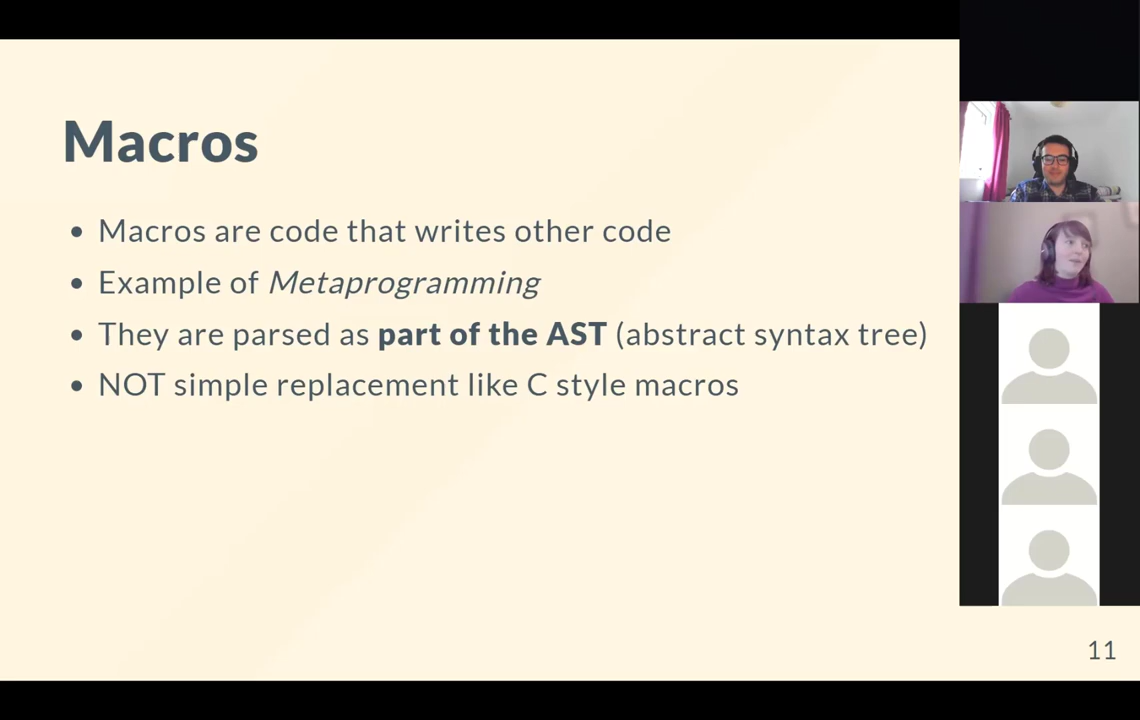 Macros
• Macros are code that writes other code
• Example of Metaprogramming
• They are parsed as part of the AST (abstract syntax tree)
• NOT simple replacement like C style macros
11